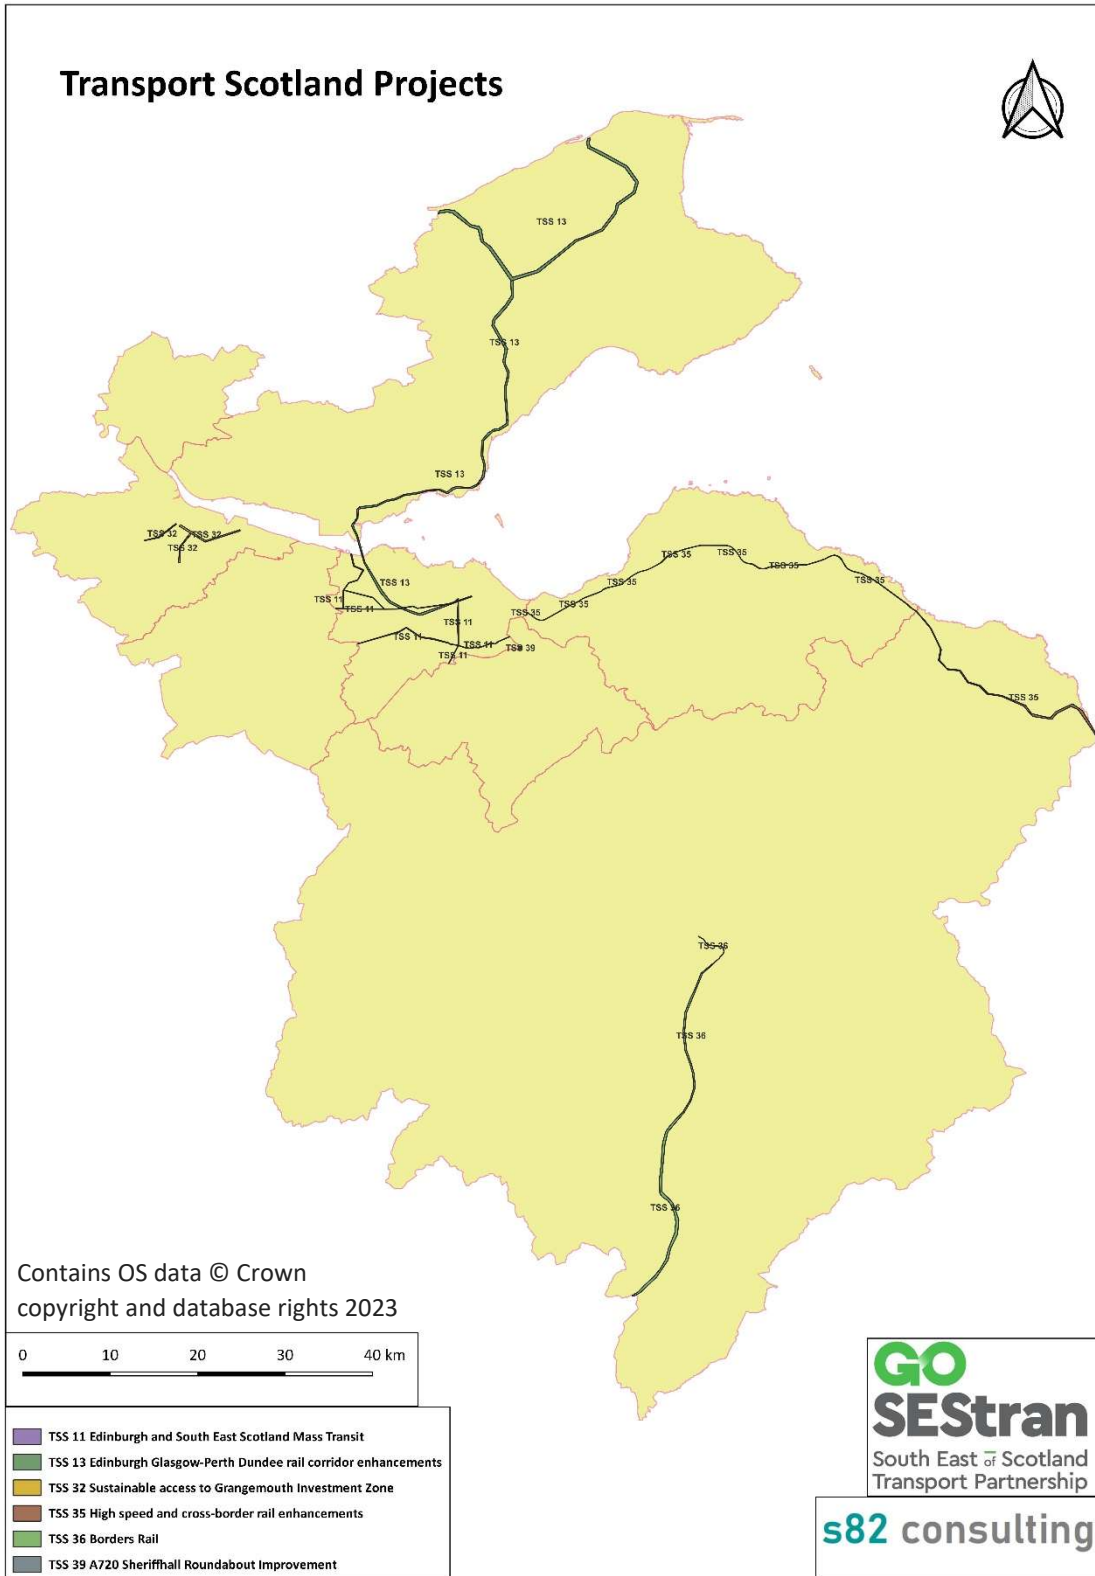 Transport Scotland Projects
TSS 13
TSS 13
TSS 13
TSS 32
TSS 32
TSS 32
TSS 13
TSS 11
TSS 11
TSS 11
TSS 11
TSS 11
TSS 11
TSS 39
TSS 35
TSS 35
TSS 35
TSS 35
TSS 35
TSS 35
TSS 35
TSS 35
TSS 36
TSS 36
TSS 36
Contains OS data © Crown
copyright and database rights 2023
0 10 20 30 40 km
TSS 11 Edinburgh and South East Scotland Mass Transit
TSS 13 Edinburgh Glasgow-Perth Dundee rail corridor enhancements
TSS 32 Sustainable access to Grangemouth Investment Zone
TSS 35 High speed and cross-border rail enhancements
TSS 36 Borders Rail
TSS 39 A720 Sheriffhall Roundabout Improvement
GO
SEStran
South East of Scotland
Transport Partnership
s82 consulting